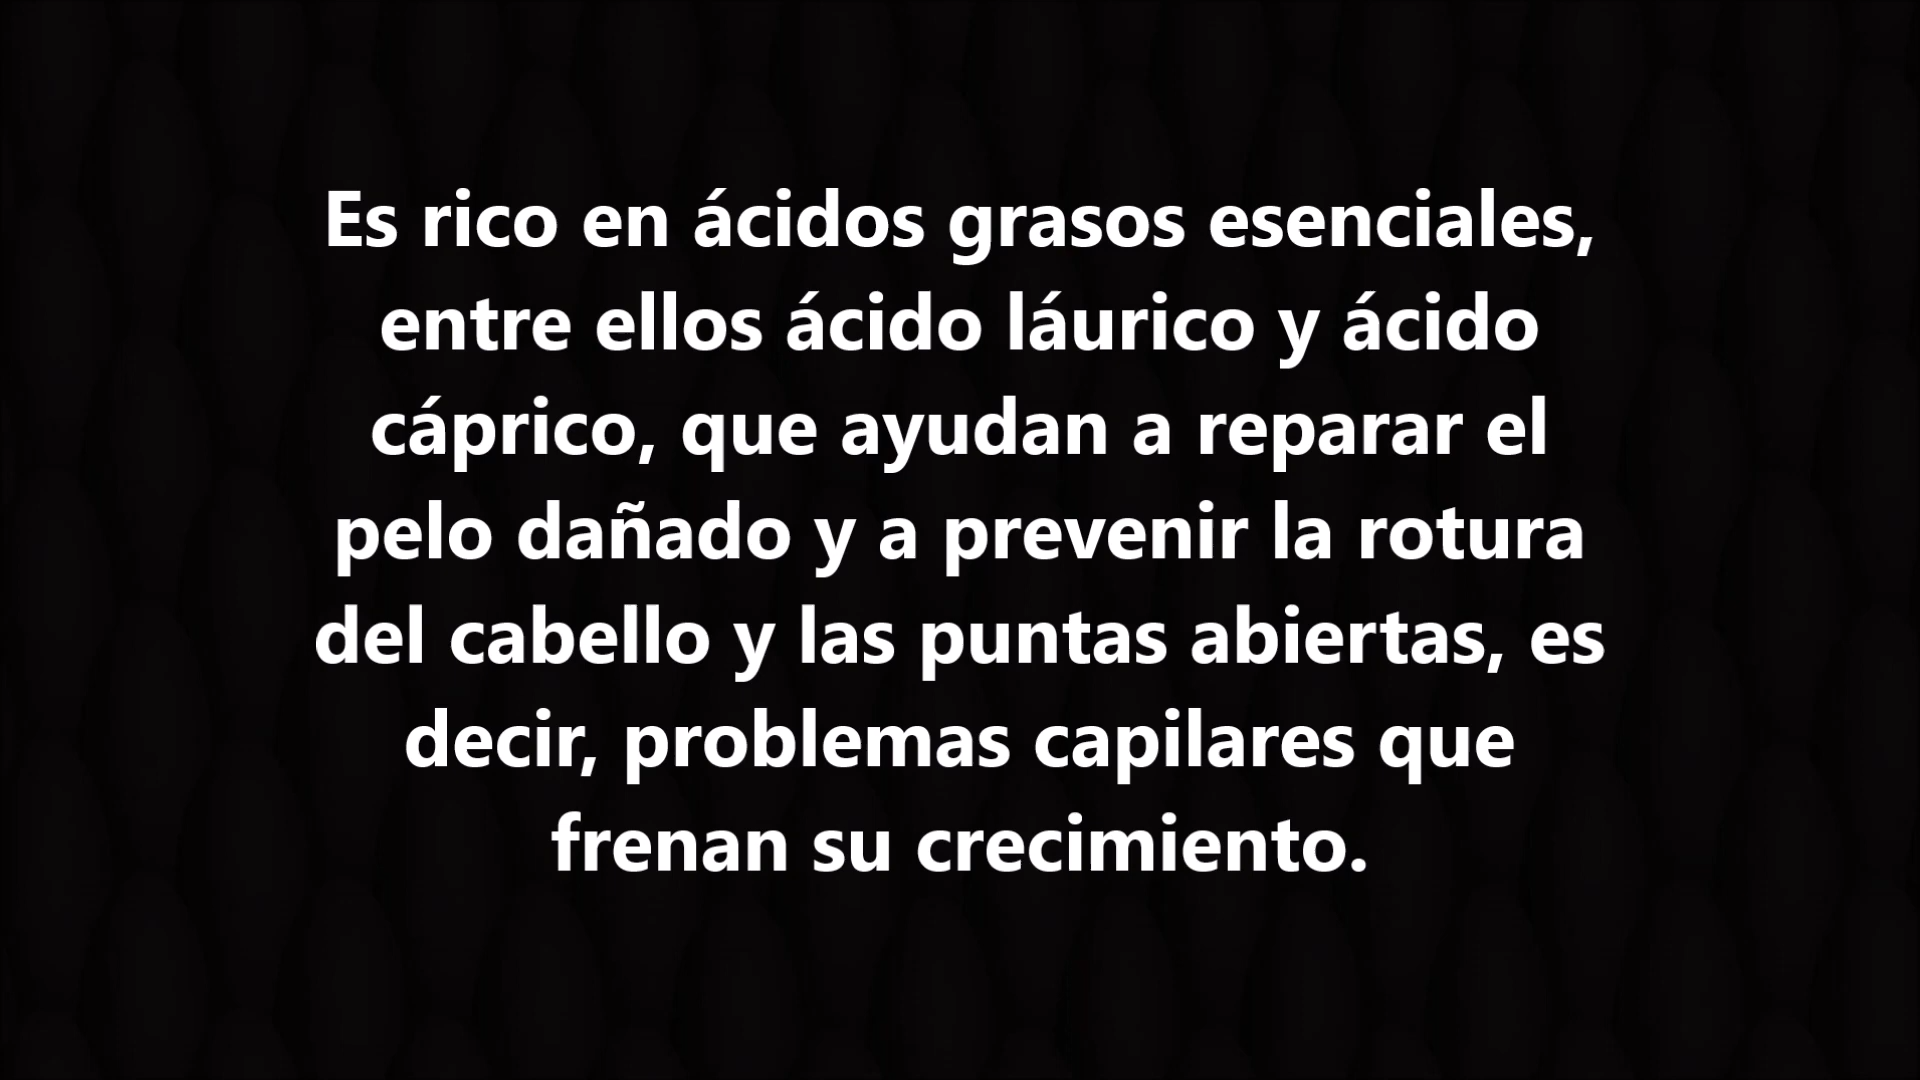 Es rico en ácidos grasos esenciales,
entre ellos ácido láurico y ácido
cáprico, que ayudan a reparar el
pelo dañado y a prevenir la rotura
del cabello y las puntas abiertas, es
decir, problemas capilares que
frenan su crecimiento.